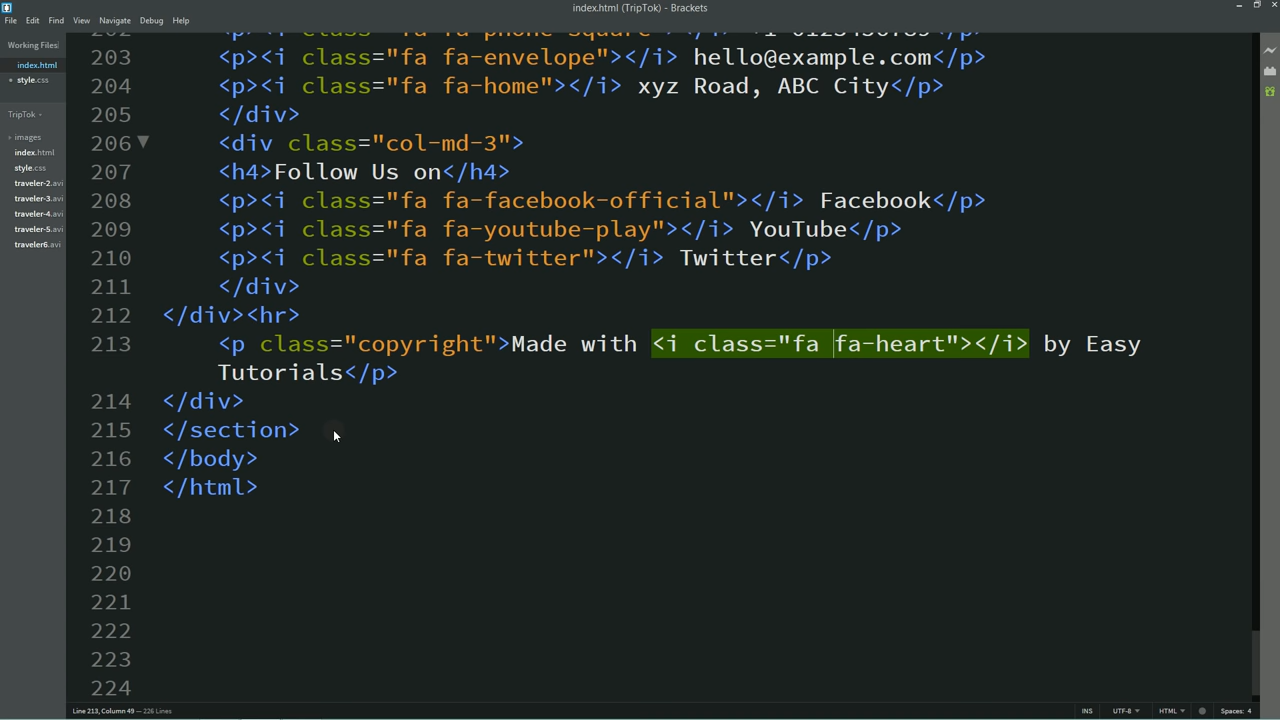 index.html (TripTok) - Brackets
File Edit Find View Navigate Debug Help
Working Files
index.html
style.css
TripTok
images
index.html
style.css
traveler-2.avi
traveler-3.avi
traveler-4.avi
traveler-5.avi
traveler6.avi
203 <p><i class="fa fa-envelope"></i> hello@example.com</p>
204 <p><i class="fa fa-home"></i> xyz Road, ABC City</p>
205 </div>
206 <div class="col-md-3">
207 <h4>Follow Us on</h4>
208 <p><i class="fa fa-facebook-official"></i> Facebook</p>
209 <p><i class="fa fa-youtube-play"></i> YouTube</p>
210 <p><i class="fa fa-twitter"></i> Twitter</p>
211 </div>
212 </div><hr>
213 <p class="copyright">Made with <i class="fa fa-heart"></i> by Easy
Tutorials</p>
214 </div>
215 </section>
216 </body>
217 </html>
218
219
220
221
222
223
224
Line 213, Column 49 — 226 Lines
INS UTF-8 HTML Spaces: 4